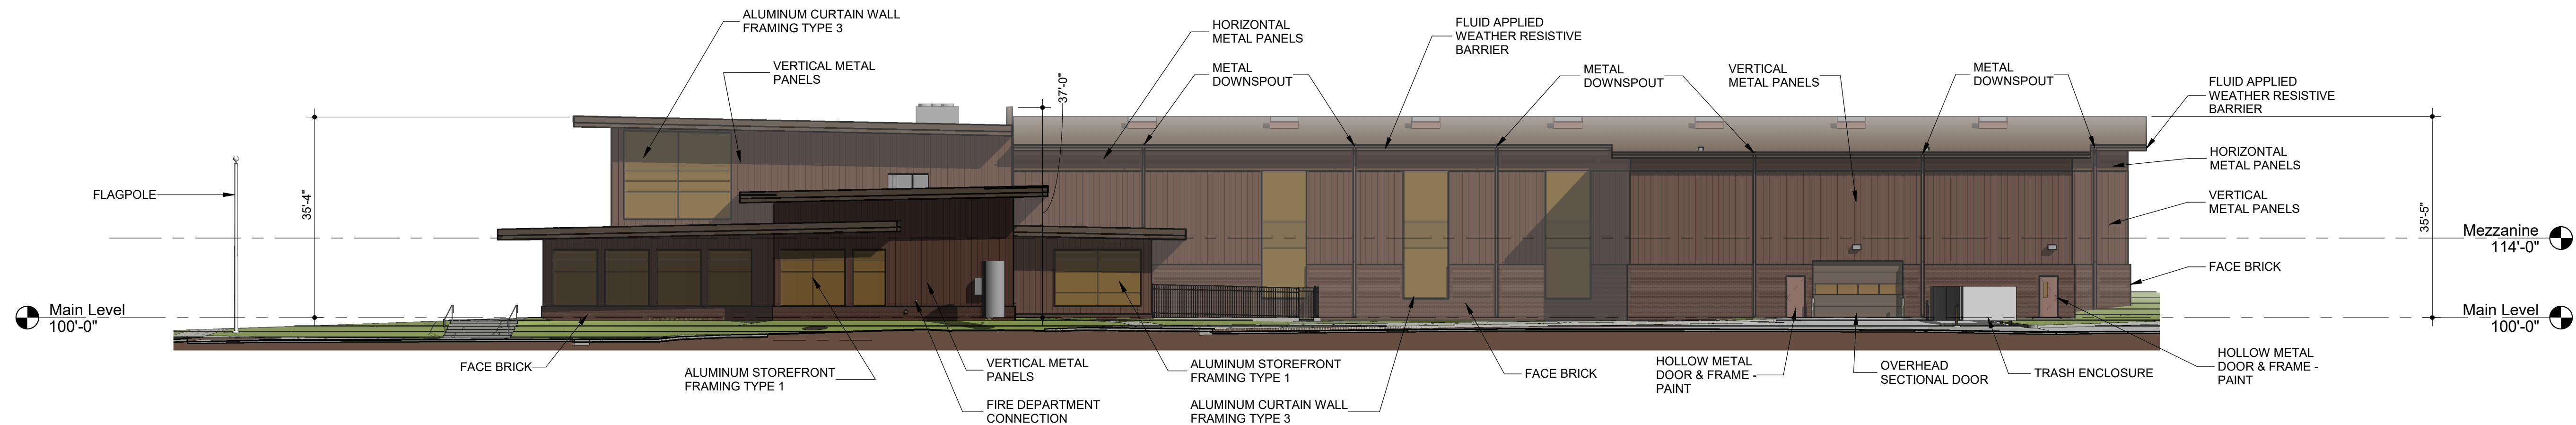 ALUMINUM CURTAIN WALL
FRAMING TYPE 3
VERTICAL METAL
PANELS
HORIZONTAL
METAL PANELS
METAL
DOWNSPOUT
FLUID APPLIED
WEATHER RESISTIVE
BARRIER
METAL
DOWNSPOUT
VERTICAL
METAL PANELS
METAL
DOWNSPOUT
FLUID APPLIED
WEATHER RESISTIVE
BARRIER
HORIZONTAL
METAL PANELS
VERTICAL
METAL PANELS
FACE BRICK
37'-0"
35'-4"
35'-5"
FLAGPOLE
Mezzanine
114'-0"
Main Level
100'-0"
Main Level
100'-0"
FACE BRICK
ALUMINUM STOREFRONT
FRAMING TYPE 1
VERTICAL METAL
PANELS
FIRE DEPARTMENT
CONNECTION
ALUMINUM STOREFRONT
FRAMING TYPE 1
ALUMINUM CURTAIN WALL
FRAMING TYPE 3
FACE BRICK
HOLLOW METAL
DOOR & FRAME -
PAINT
OVERHEAD
SECTIONAL DOOR
TRASH ENCLOSURE
HOLLOW METAL
DOOR & FRAME -
PAINT